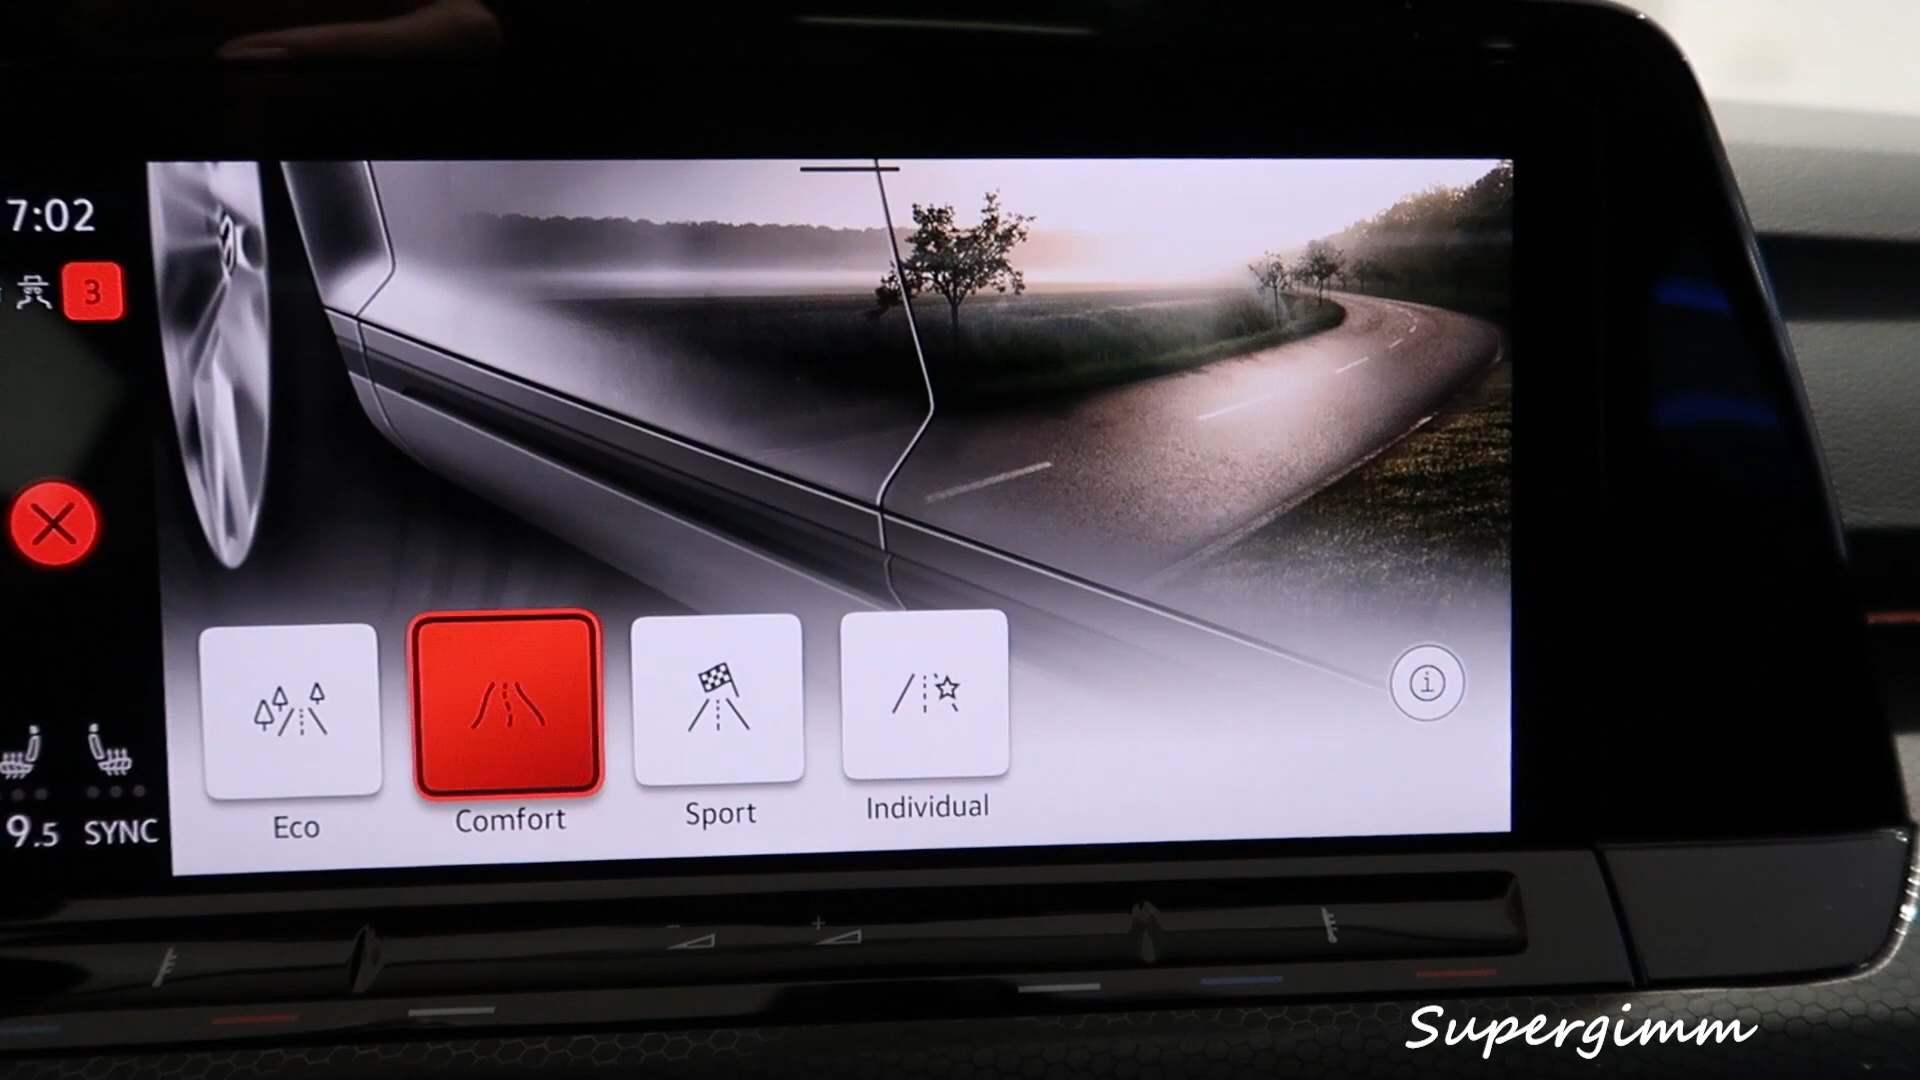 7:02
3
9.5 SYNC
Eco
Comfort
Sport
Individual
i
Supergimm